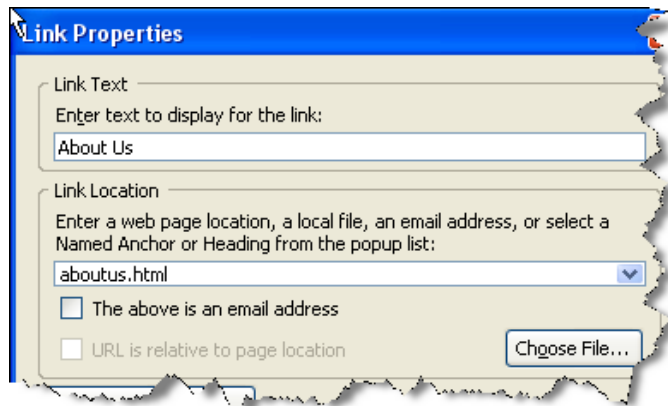 Link Properties
Link Text
Enter text to display for the link:
About Us
Link Location
Enter a web page location, a local file, an email address, or select a
Named Anchor or Heading from the popup list:
aboutus.html
The above is an email address
URL is relative to page location
Choose File...